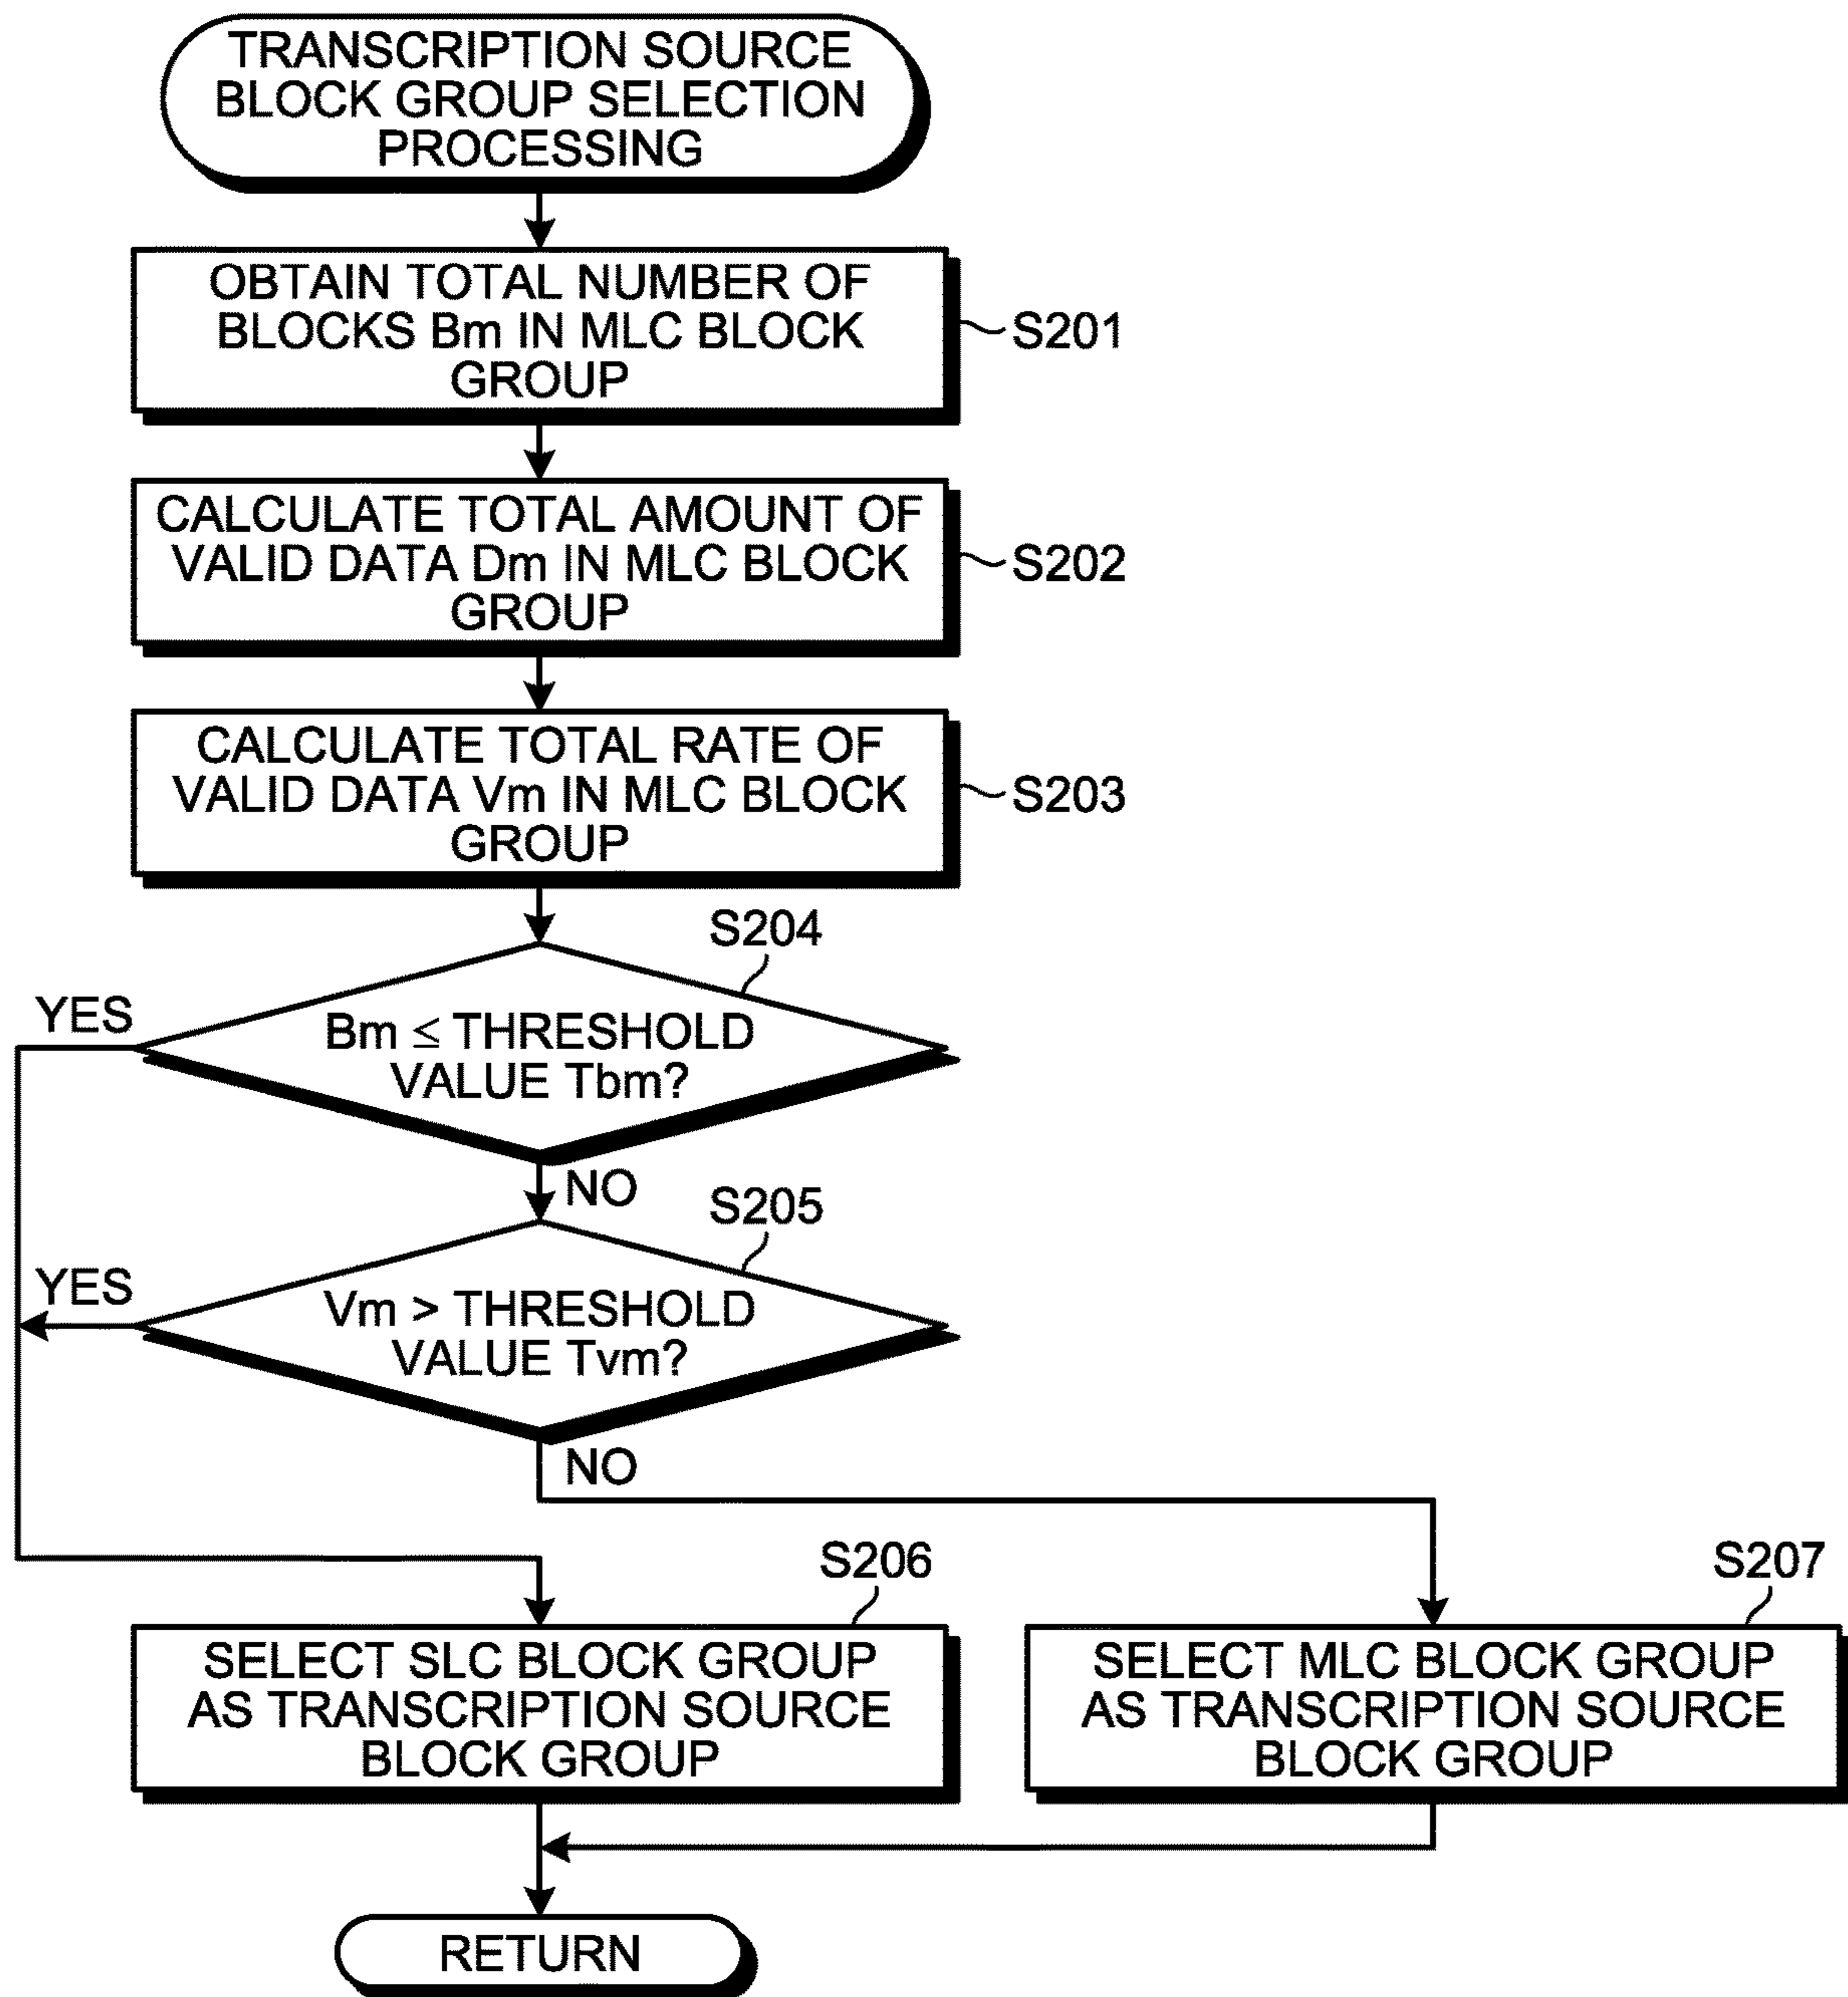 TRANSCRIPTION SOURCE
BLOCK GROUP SELECTION
PROCESSING
OBTAIN TOTAL NUMBER OF
BLOCKS Bm IN MLC BLOCK
GROUP
S201
CALCULATE TOTAL AMOUNT OF
VALID DATA Dm IN MLC BLOCK
GROUP
S202
CALCULATE TOTAL RATE OF
VALID DATA Vm IN MLC BLOCK
GROUP
S203
S204
YES
Bm ≤ THRESHOLD
VALUE Tbm?
NO
S205
YES
Vm > THRESHOLD
VALUE Tvm?
NO
S206
SELECT SLC BLOCK GROUP
AS TRANSCRIPTION SOURCE
BLOCK GROUP
S207
SELECT MLC BLOCK GROUP
AS TRANSCRIPTION SOURCE
BLOCK GROUP
RETURN